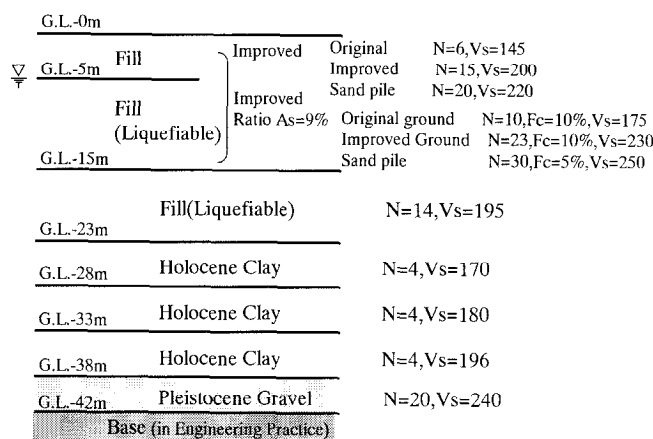 G.L.-0m
Fill
Improved
Original N=6,Vs=145
Improved N=15,Vs=200
Sand pile N=20,Vs=220
G.L.-5m
Fill
(Liquefiable)
Improved
Ratio As=9%
Original ground N=10,Fc=10%,Vs=175
Improved Ground N=23,Fc=10%,Vs=230
Sand pile N=30,Fc=5%,Vs=250
G.L.-15m
Fill(Liquefiable) N=14,Vs=195
G.L.-23m
Holocene Clay N=4,Vs=170
G.L.-28m
Holocene Clay N=4,Vs=180
G.L.-33m
Holocene Clay N=4,Vs=196
G.L.-38m
Pleistocene Gravel N=20,Vs=240
G.L.-42m
Base (in Engineering Practice)